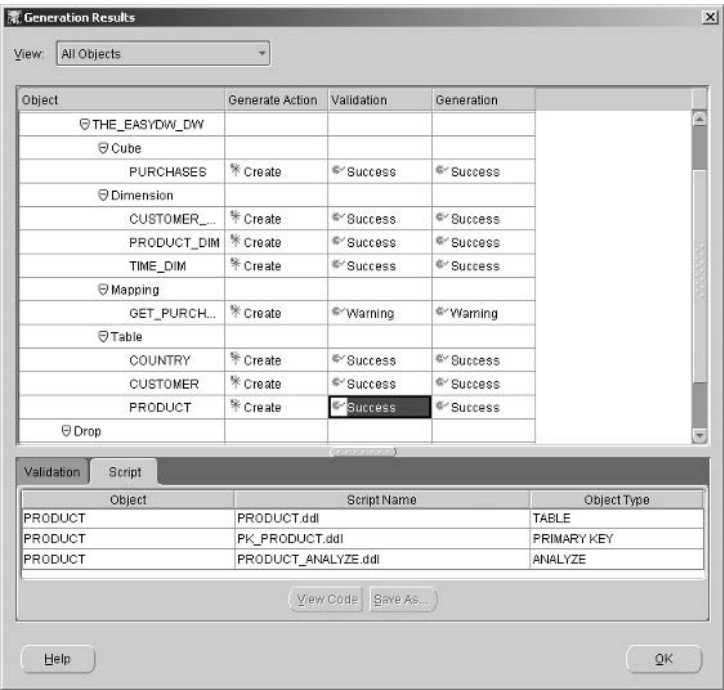 Generation Results
View: All Objects
Object Generate Action Validation Generation
THE_EASYDW_DW
Cube
PURCHASES Create Success Success
Dimension
CUSTOMER_... Create Success Success
PRODUCT_DIM Create Success Success
TIME_DIM Create Success Success
Mapping
GET_PURCH... Create Warning Warning
Table
COUNTRY Create Success Success
CUSTOMER Create Success Success
PRODUCT Create Success Success
Drop
Validation Script
Object Script Name Object Type
PRODUCT PRODUCT.ddl TABLE
PRODUCT PK_PRODUCT.ddl PRIMARY KEY
PRODUCT PRODUCT_ANALYZE.ddl ANALYZE
View Code Save As...
Help OK